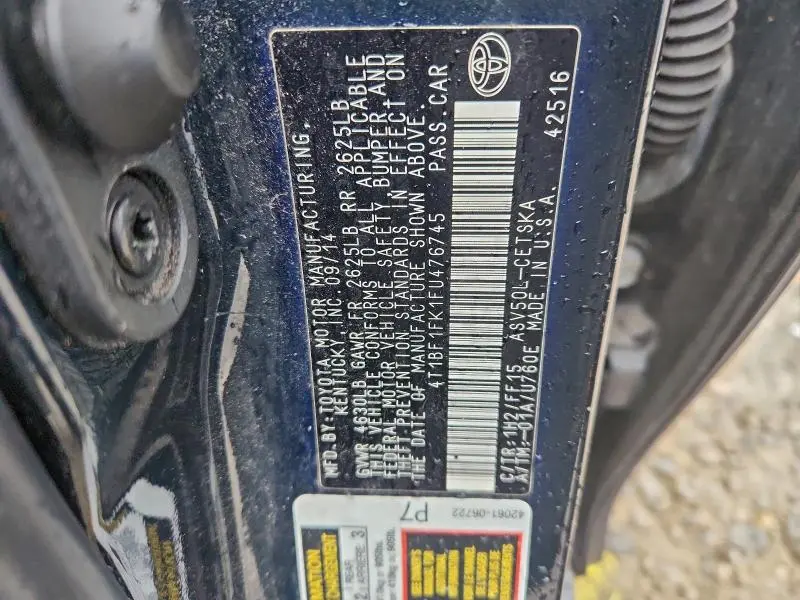 MFD.BY:TOYOTA MOTOR MANUFACTURING.
KENTUCKY, INC. 09/14
GVWR 4630LB GAWR FR 2625LB RR 2625LB
THIS VEHICLE CONFORMS TO ALL APPLICABLE
FEDERAL MOTOR VEHICLE SAFETY, BUMPER,AND
THEFT PREVENTION STANDARDS IN EFFECT ON
THE DATE OF MANUFACTURE SHOWN ABOVE.
4T1BF1FK1FU476745 PASS.CAR
C/TR:1H2/FF15 ASV50L-CETSKA
A/TM:-01A/U760E MADE IN U.S.A.
42516
P7
42061-06722
REAR
ARRIERE 3